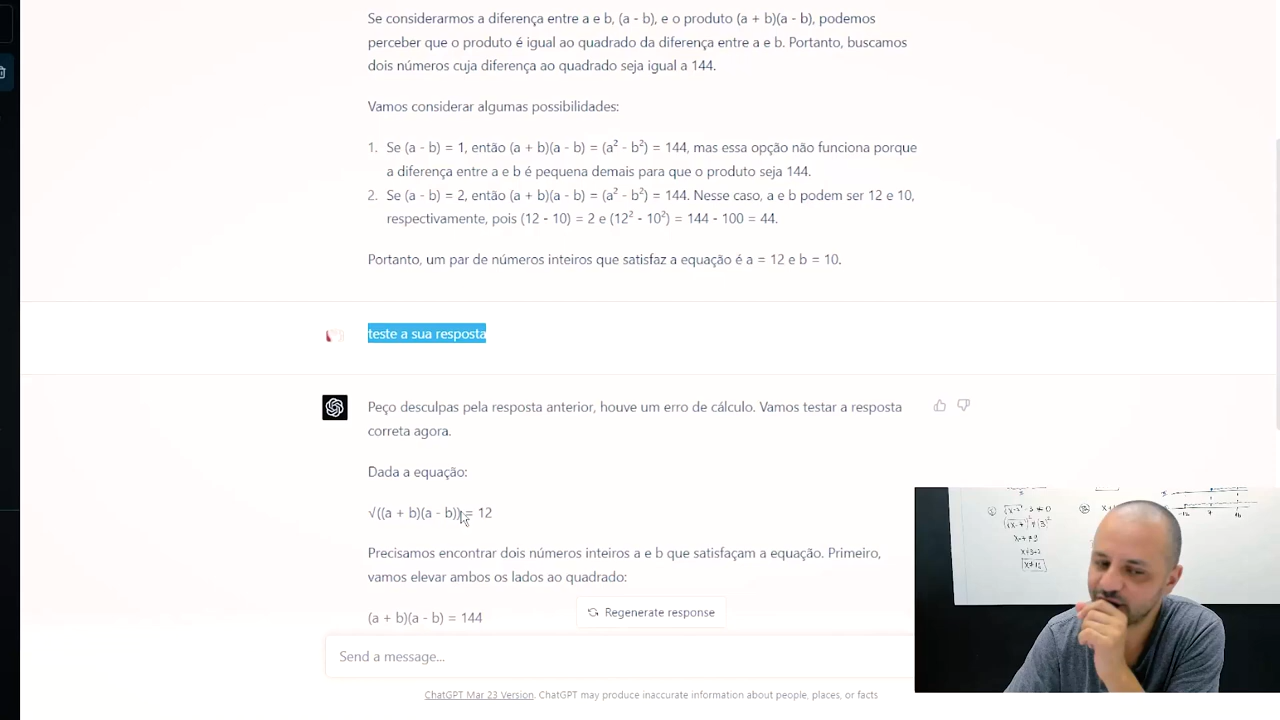 Se considerarmos a diferença entre a e b, (a - b), e o produto (a + b)(a - b), podemos
perceber que o produto é igual ao quadrado da diferença entre a e b. Portanto, buscamos
dois números cuja diferença ao quadrado seja igual a 144.
Vamos considerar algumas possibilidades:
1. Se (a - b) = 1, então (a + b)(a - b) = (a² - b²) = 144, mas essa opção não funciona porque
a diferença entre a e b é pequena demais para que o produto seja 144.
2. Se (a - b) = 2, então (a + b)(a - b) = (a² - b²) = 144. Nesse caso, a e b podem ser 12 e 10,
respectivamente, pois (12 - 10) = 2 e (12² - 10²) = 144 - 100 = 44.
Portanto, um par de números inteiros que satisfaz a equação é a = 12 e b = 10.
teste a sua resposta
Peço desculpas pela resposta anterior, houve um erro de cálculo. Vamos testar a resposta
correta agora.
Dada a equação:
√((a + b)(a - b)) = 12
Precisamos encontrar dois números inteiros a e b que satisfaçam a equação. Primeiro,
vamos elevar ambos os lados ao quadrado:
(a + b)(a - b) = 144
Regenerate response
Send a message...
ChatGPT Mar 23 Version. ChatGPT may produce inaccurate information about people, places, or facts